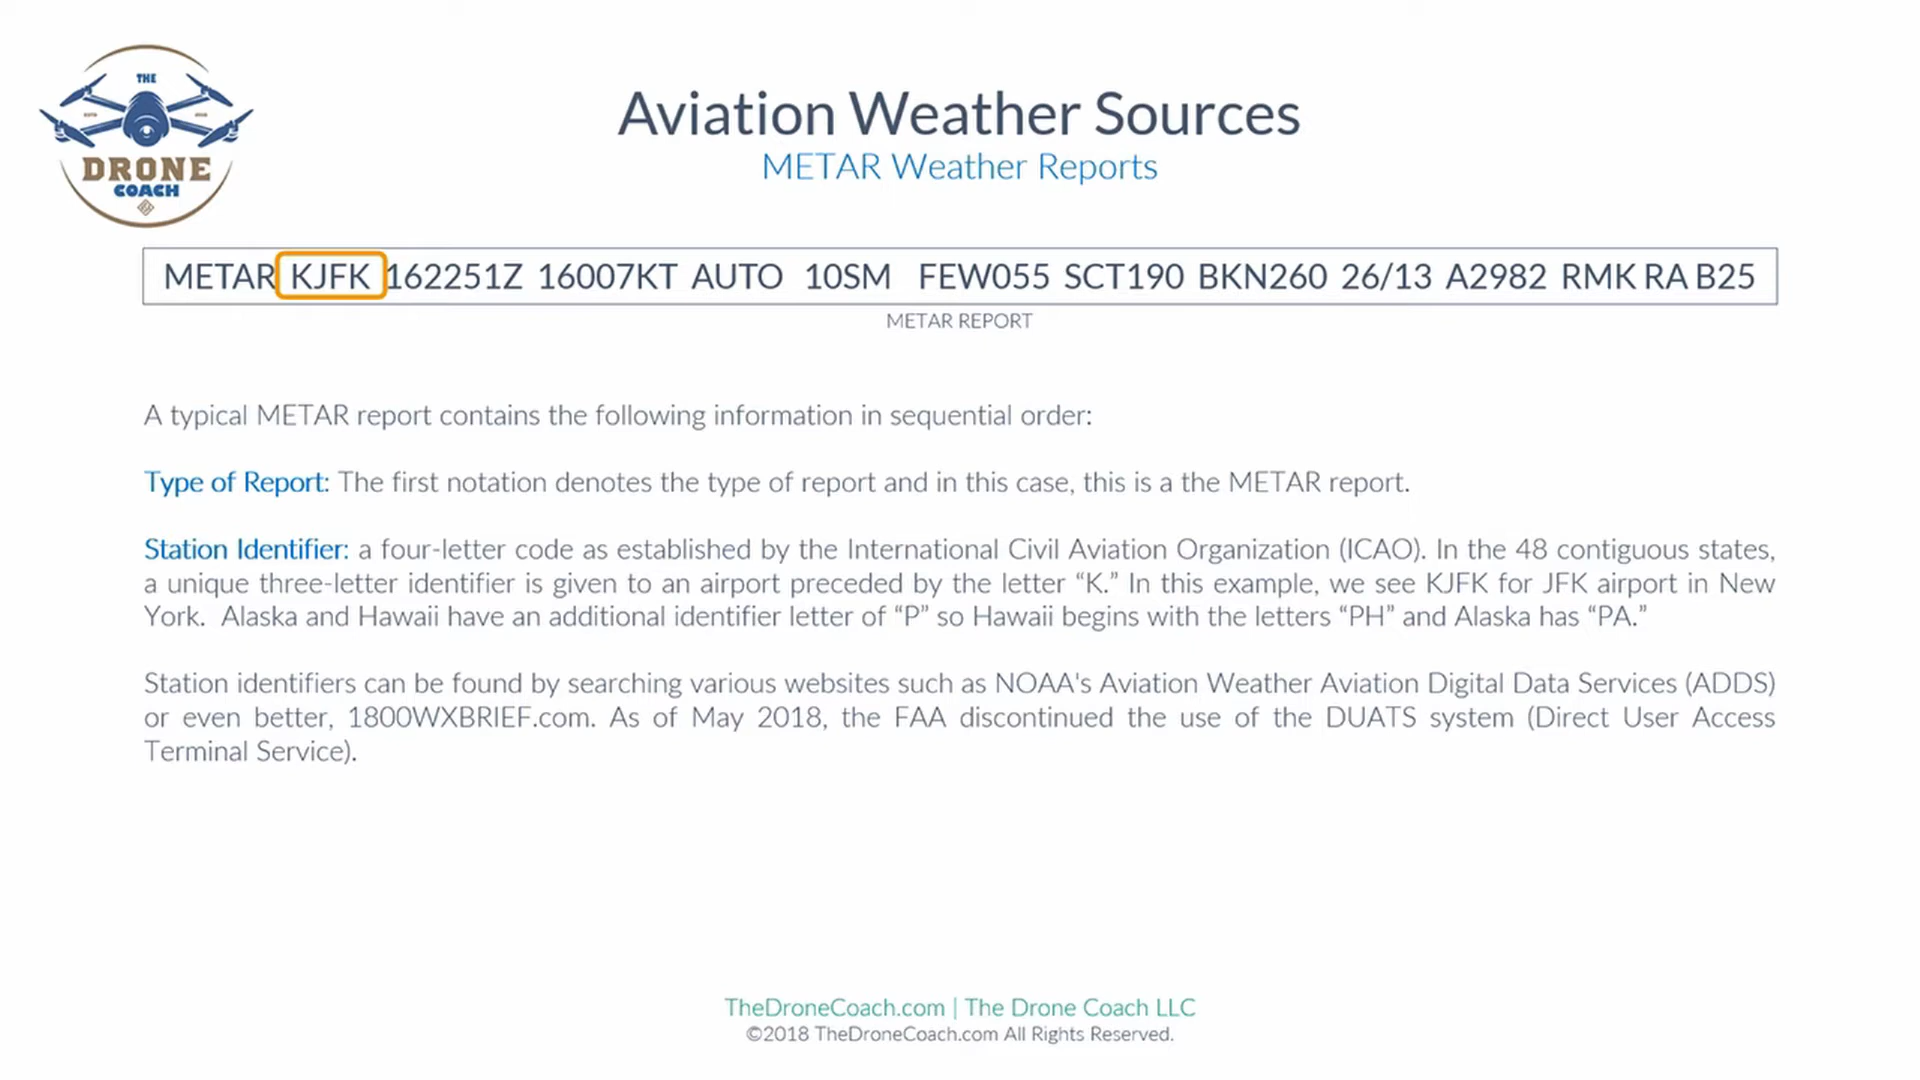 THE
DRONE
COACH
Aviation Weather Sources
METAR Weather Reports
METAR KJFK 162251Z 16007KT AUTO 10SM FEW055 SCT190 BKN260 26/13 A2982 RMK RA B25
METAR REPORT
A typical METAR report contains the following information in sequential order:
Type of Report: The first notation denotes the type of report and in this case, this is a the METAR report.
Station Identifier: a four-letter code as established by the International Civil Aviation Organization (ICAO). In the 48 contiguous states,
a unique three-letter identifier is given to an airport preceded by the letter “K.” In this example, we see KJFK for JFK airport in New
York. Alaska and Hawaii have an additional identifier letter of “P” so Hawaii begins with the letters “PH” and Alaska has “PA.”
Station identifiers can be found by searching various websites such as NOAA's Aviation Weather Aviation Digital Data Services (ADDS)
or even better, 1800WXBRIEF.com. As of May 2018, the FAA discontinued the use of the DUATS system (Direct User Access
Terminal Service).
TheDroneCoach.com | The Drone Coach LLC
©2018 TheDroneCoach.com All Rights Reserved.